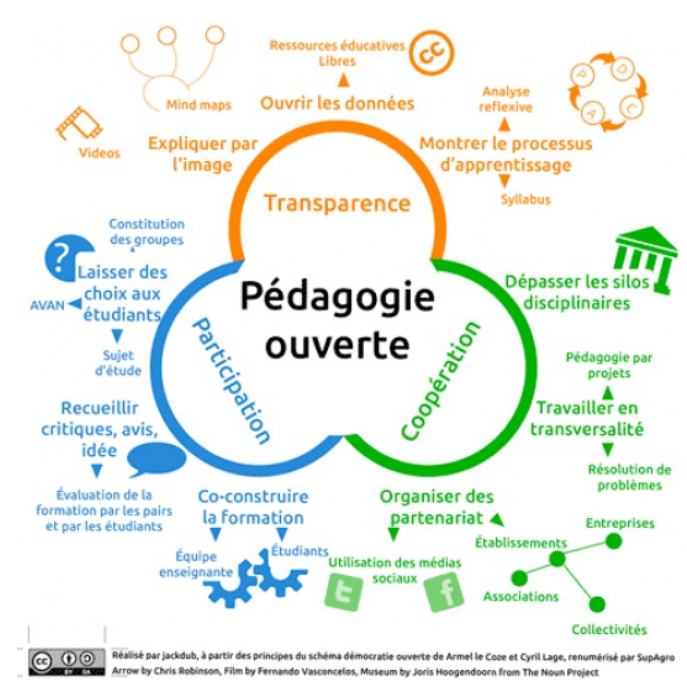 Ressources éducatives
Libres
cc
Ouvrir les données
Mind maps
Videos
Expliquer par
l'image
Analyse
reflexive
P
D
C
A
Montrer le processus
d'apprentissage
Syllabus
Transparence
Pédagogie
ouverte
Participation
Coopération
Constitution
des groupes
?
Laisser des
choix aux
étudiants
AVAN
Sujet
d'étude
Recueillir
critiques, avis,
idée
Évaluation de la
formation par les pairs
et par les étudiants
Co-construire
la formation
Équipe
enseignante
Étudiants
Dépasser les silos
disciplinaires
Pédagogie par
projets
Travailler en
transversalité
Résolution de
problèmes
Organiser des
partenariat
Utilisation des médias
sociaux
t
f
Établissements
Entreprises
Associations
Collectivités
cc
BY
SA
Réalisé par jackdub, à partir des principes du schéma démocratie ouverte de Armel le Coze et Cyril Lage, renumérisé par SupAgro
Arrow by Chris Robinson, Film by Fernando Vasconcelos, Museum by Joris Hoogendoorn from The Noun Project